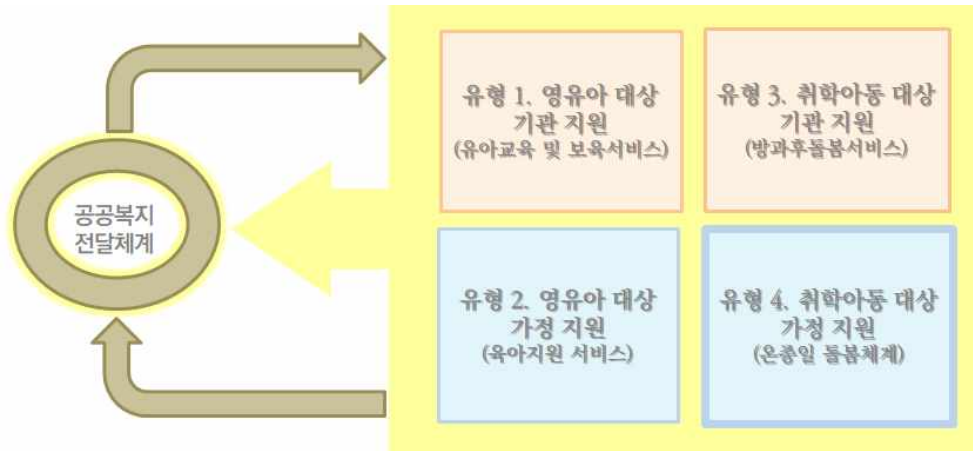 공공복지
전달체계
유형 1. 영유아 대상
기관 지원
(유아교육 및 보육서비스)
유형 3. 취학아동 대상
기관 지원
(방과후돌봄서비스)
유형 2. 영유아 대상
가정 지원
(육아지원 서비스)
유형 4. 취학아동 대상
가정 지원
(온종일 돌봄체계)